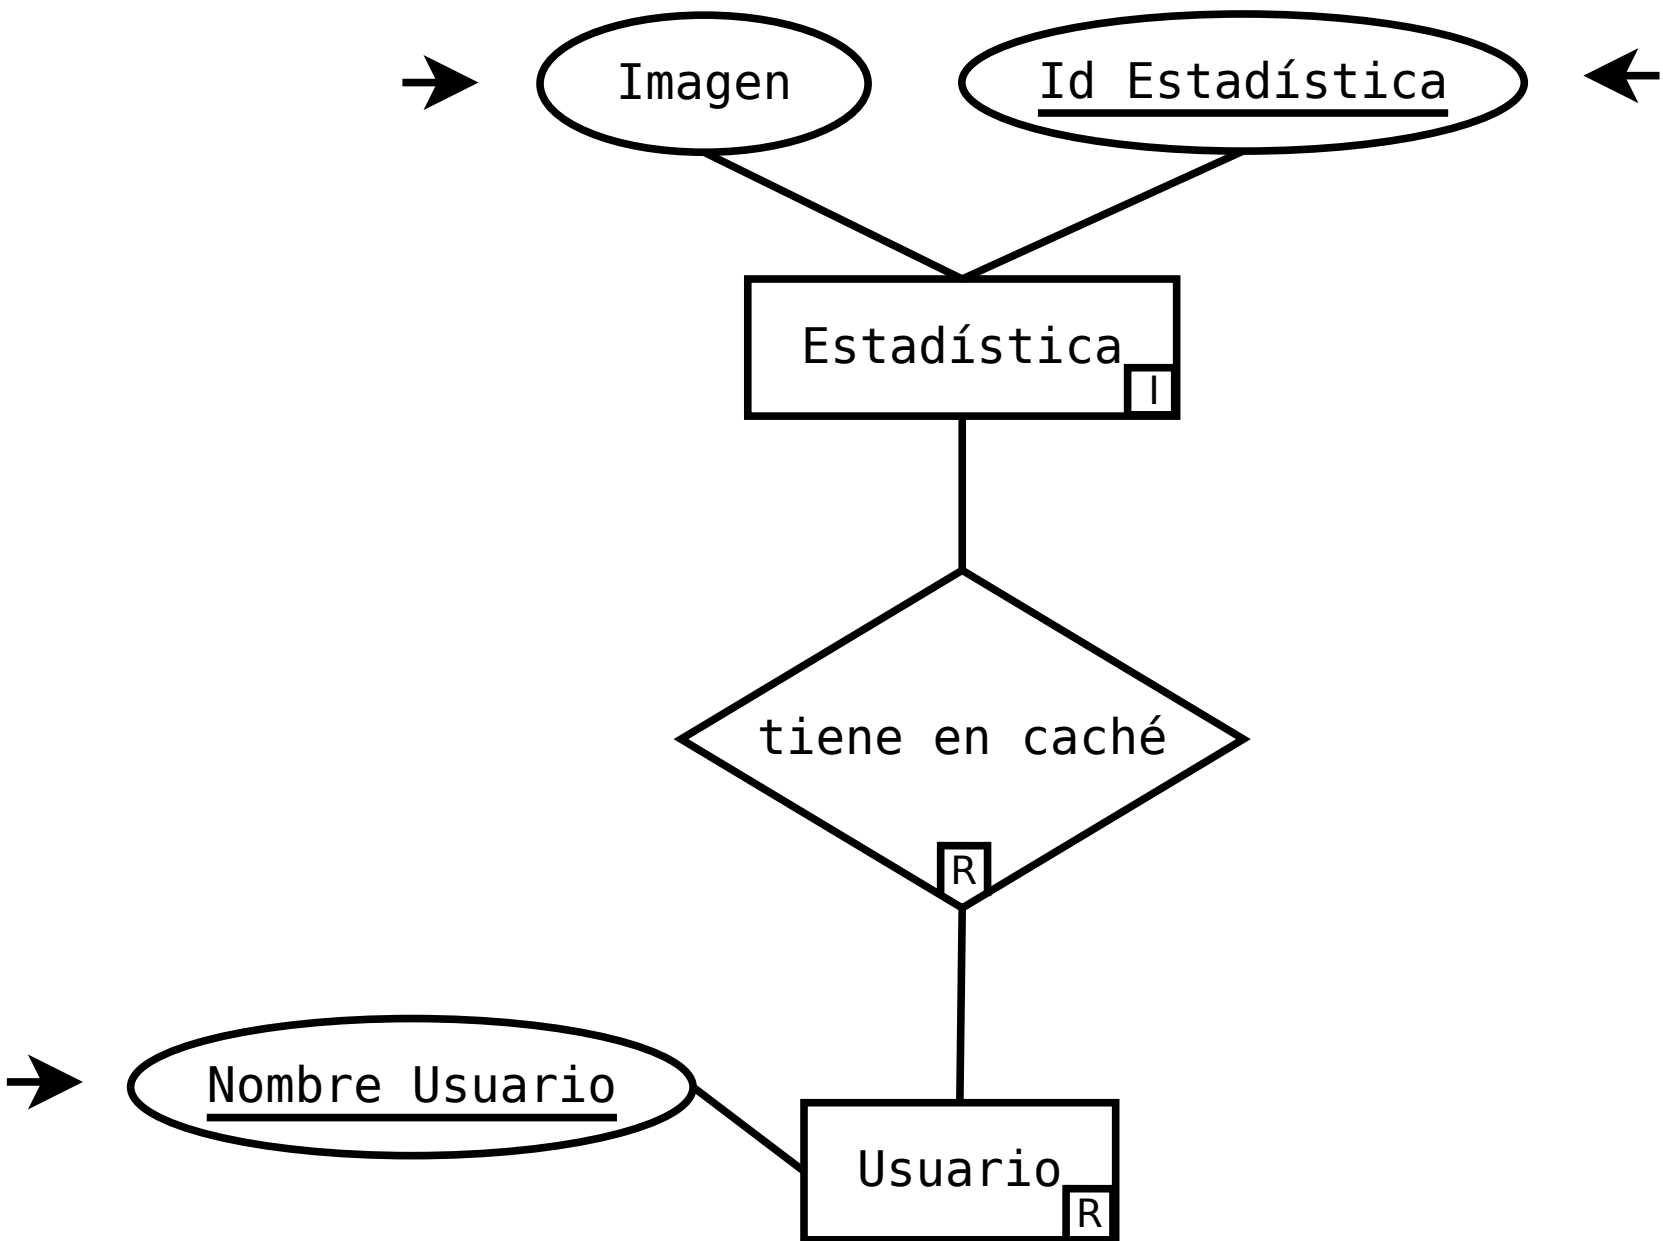 Imagen
Id Estadística
Estadística
I
tiene en caché
R
Nombre Usuario
Usuario
R